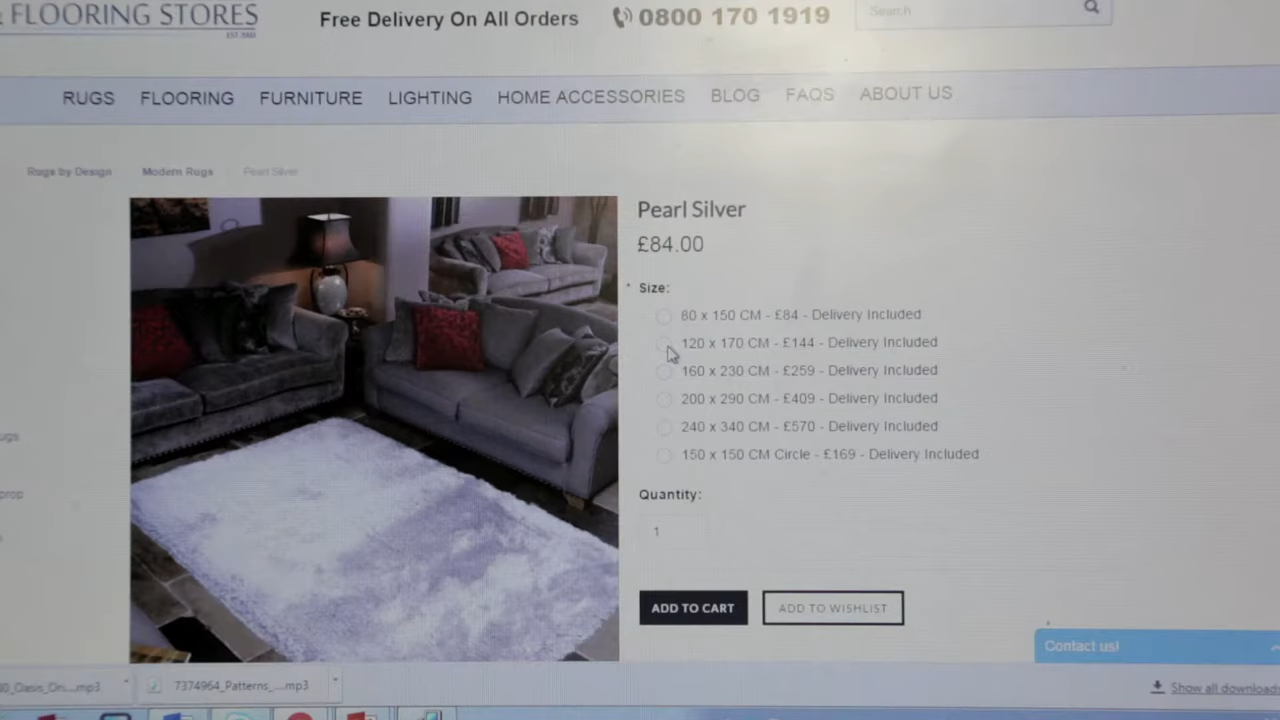 FLOORING STORES
Free Delivery On All Orders
0800 170 1919
Search
RUGS FLOORING FURNITURE LIGHTING HOME ACCESSORIES BLOG FAQS ABOUT US
Rugs by Design Modern Rugs Pearl Silver
Pearl Silver
£84.00
* Size:
80 x 150 CM - £84 - Delivery Included
120 x 170 CM - £144 - Delivery Included
160 x 230 CM - £259 - Delivery Included
200 x 290 CM - £409 - Delivery Included
240 x 340 CM - £570 - Delivery Included
150 x 150 CM Circle - £169 - Delivery Included
Quantity:
1
ADD TO CART ADD TO WISHLIST
Contact us!
7374964_Patterns_....mp3
Show all downloads